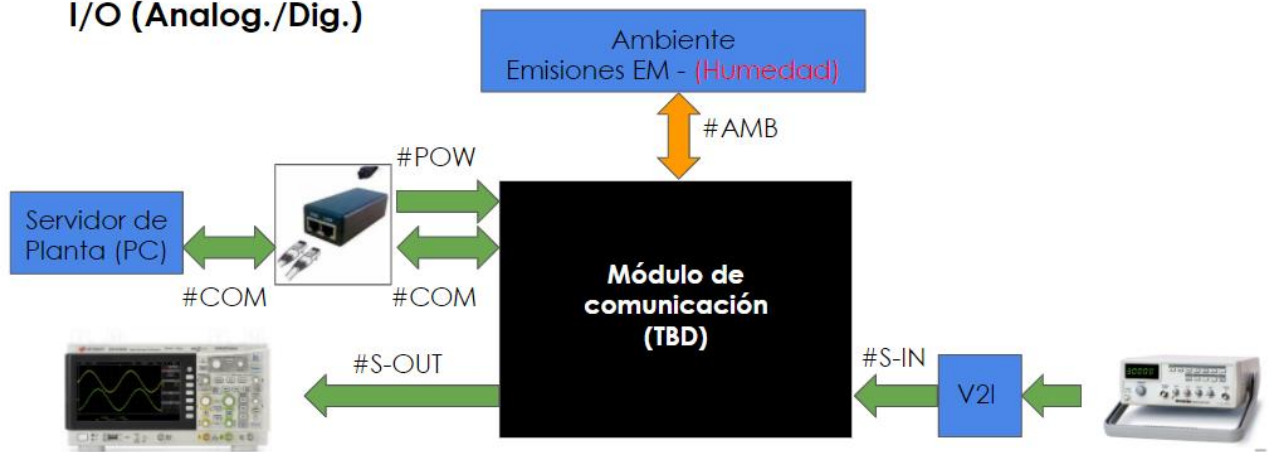 I/O (Analog./Dig.)
Ambiente
Emisiones EM - (Humedad)
#AMB
#POW
Servidor de
Planta (PC)
#COM
#COM
Módulo de
comunicación
(TBD)
#S-OUT
#S-IN
V2I